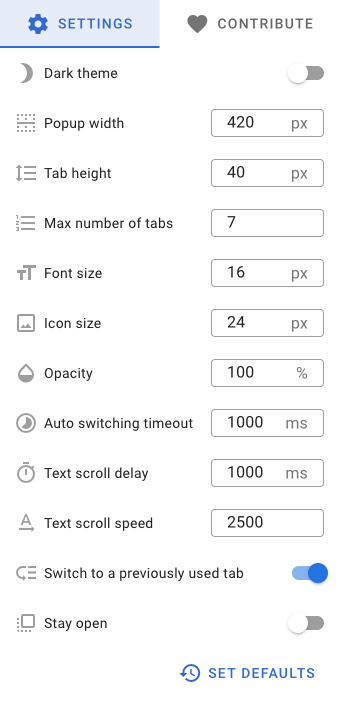 SETTINGS CONTRIBUTE
Dark theme
Popup width 420 px
Tab height 40 px
Max number of tabs 7
Font size 16 px
Icon size 24 px
Opacity 100 %
Auto switching timeout 1000 ms
Text scroll delay 1000 ms
Text scroll speed 2500
Switch to a previously used tab
Stay open
SET DEFAULTS